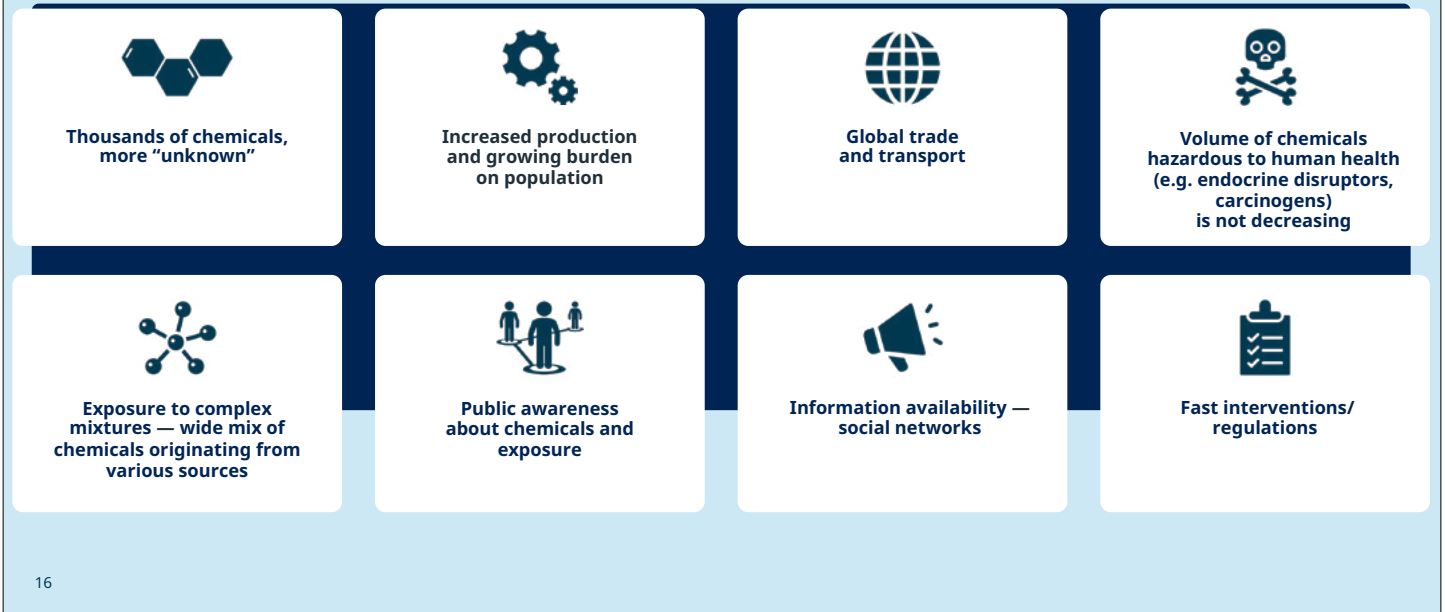 Thousands of chemicals,
more “unknown”
Increased production
and growing burden
on population
Global trade
and transport
Volume of chemicals
hazardous to human health
(e.g. endocrine disruptors,
carcinogens)
is not decreasing
Exposure to complex
mixtures — wide mix of
chemicals originating from
various sources
Public awareness
about chemicals and
exposure
Information availability —
social networks
Fast interventions/
regulations
16